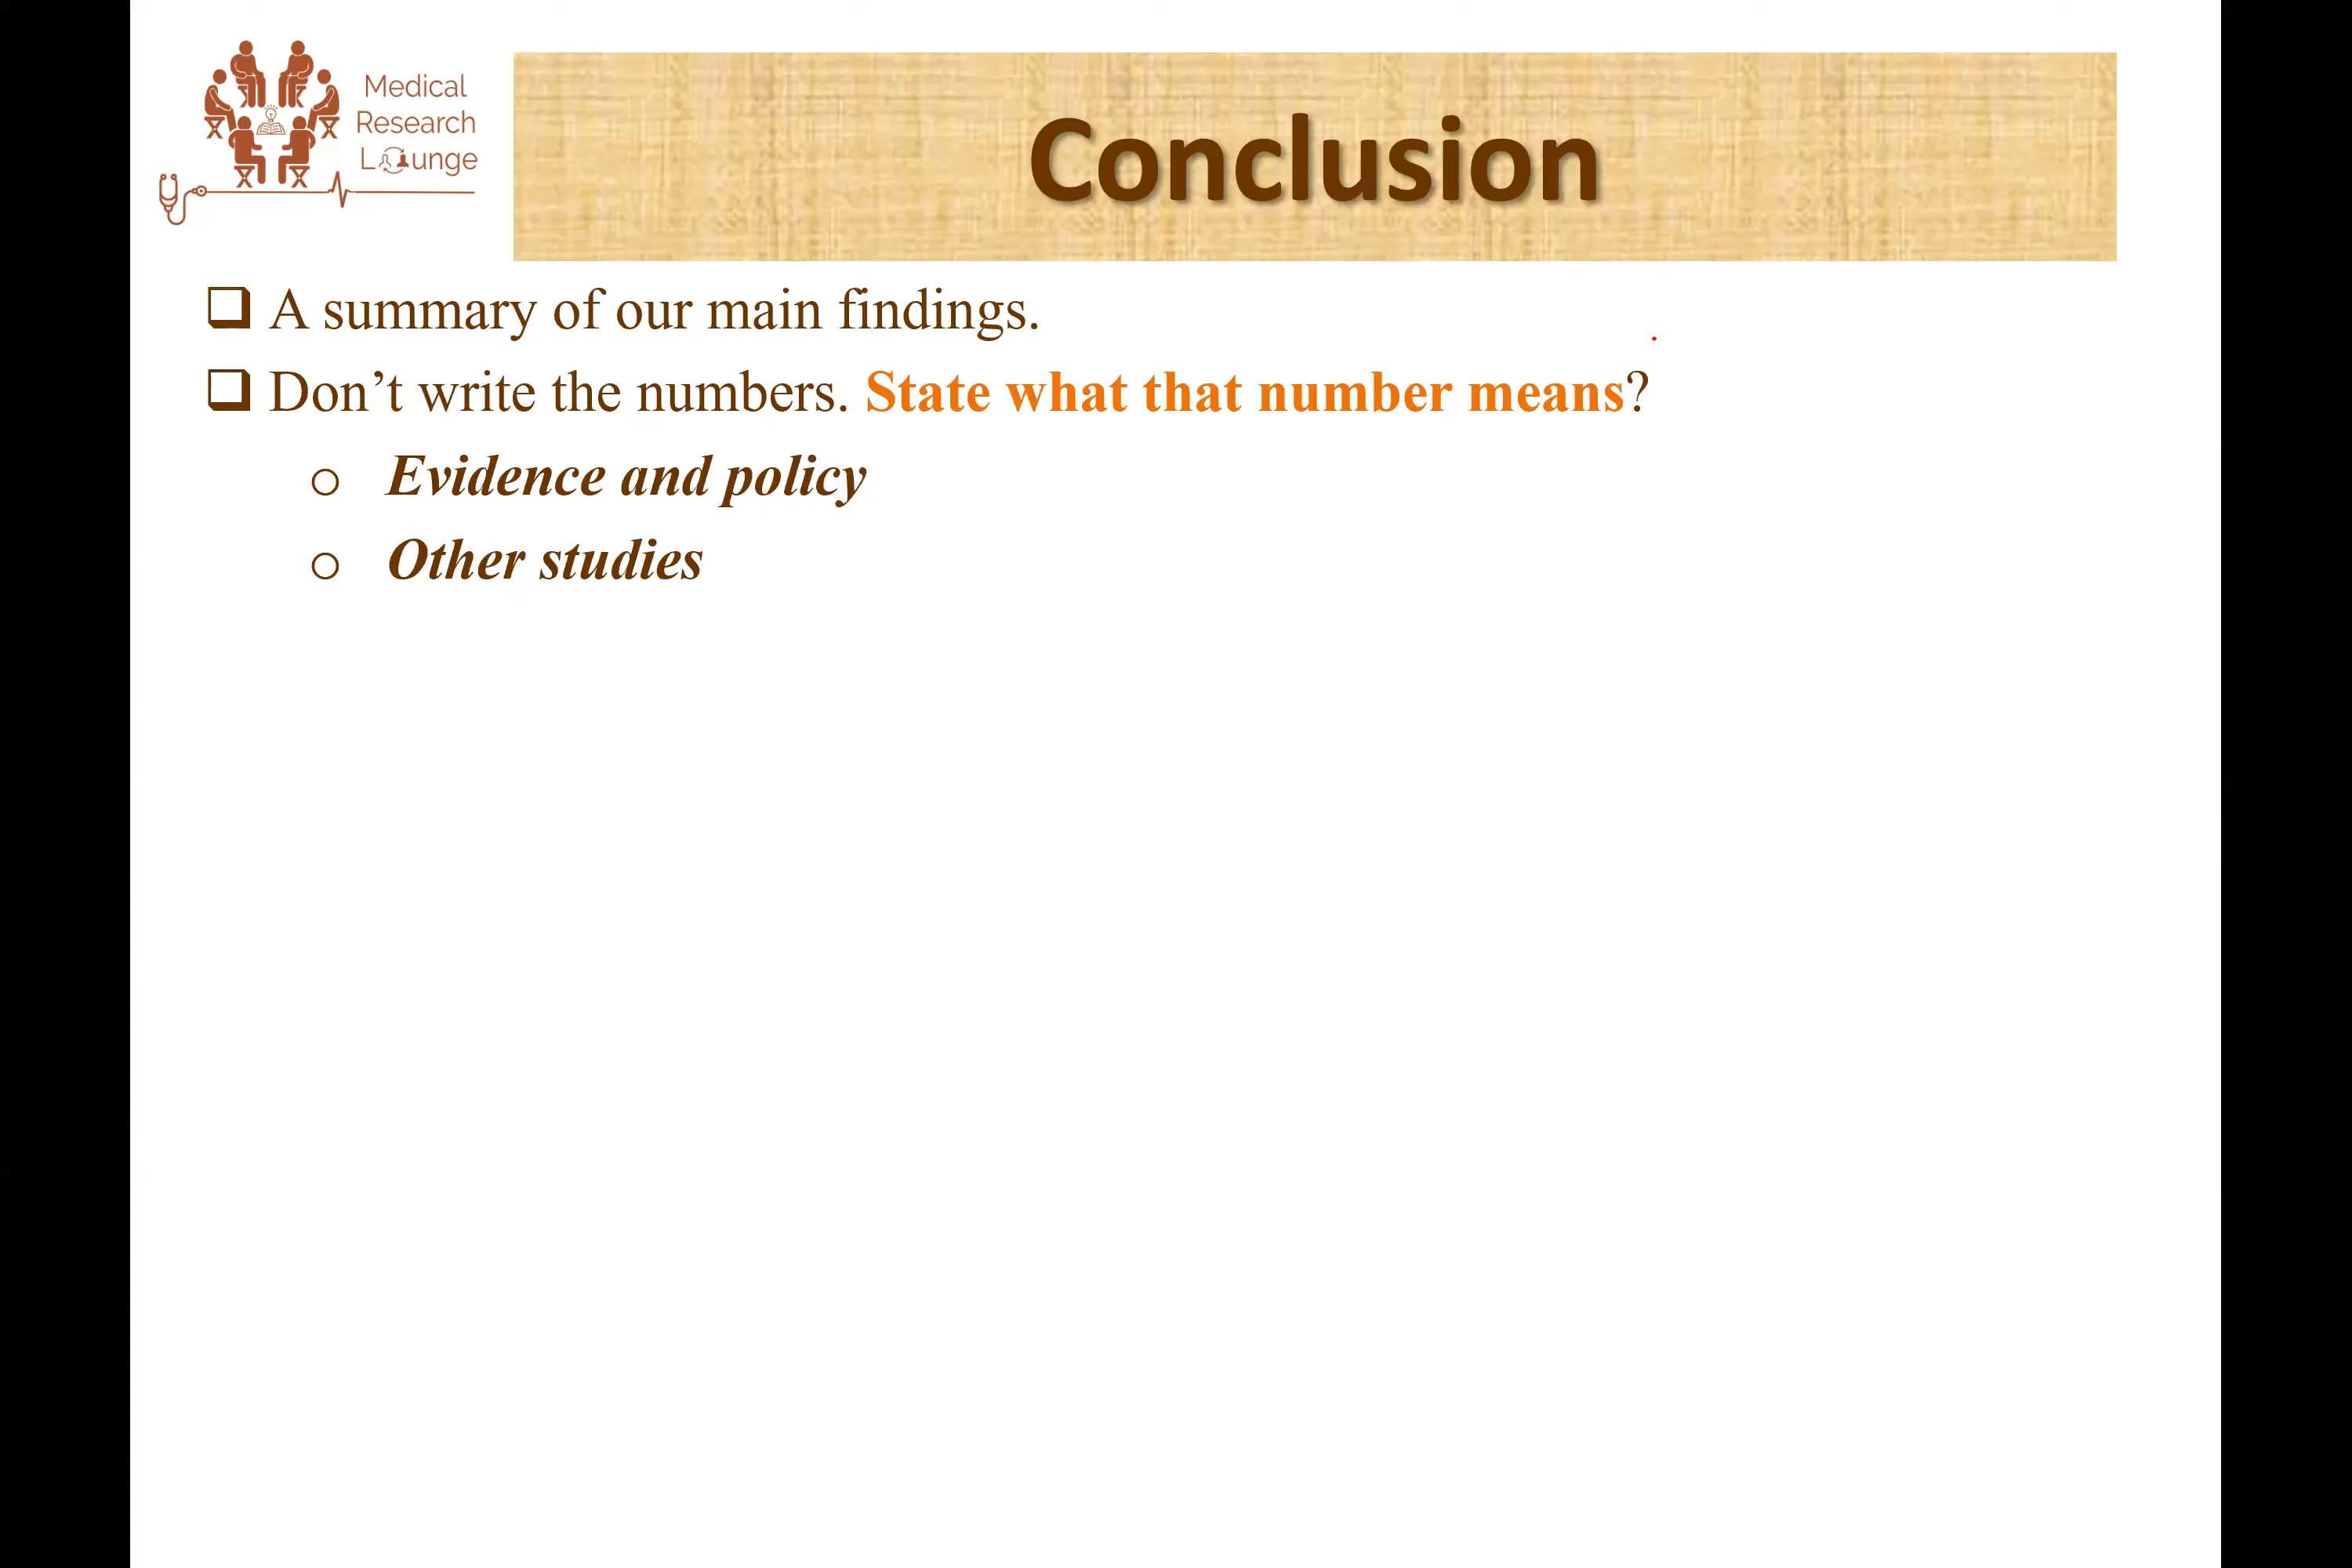 Medical
Research
Lounge
Conclusion
❑ A summary of our main findings.
❑ Don’t write the numbers. State what that number means?
o Evidence and policy
o Other studies